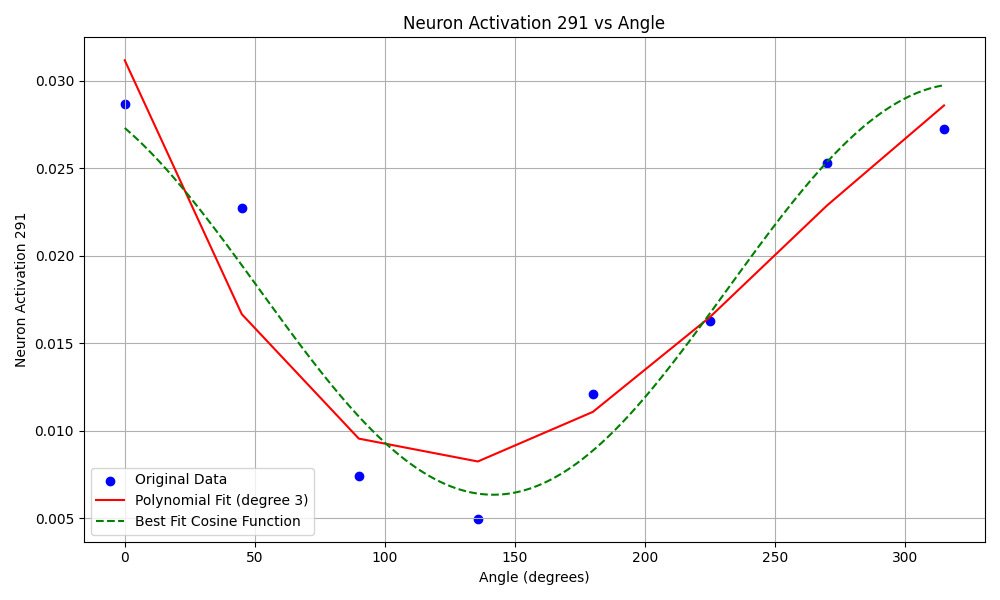 Neuron Activation 291 vs Angle
Neuron Activation 291
0.030
0.025
0.020
0.015
0.010
0.005
Original Data
Polynomial Fit (degree 3)
Best Fit Cosine Function
0 50 100 150 200 250 300
Angle (degrees)